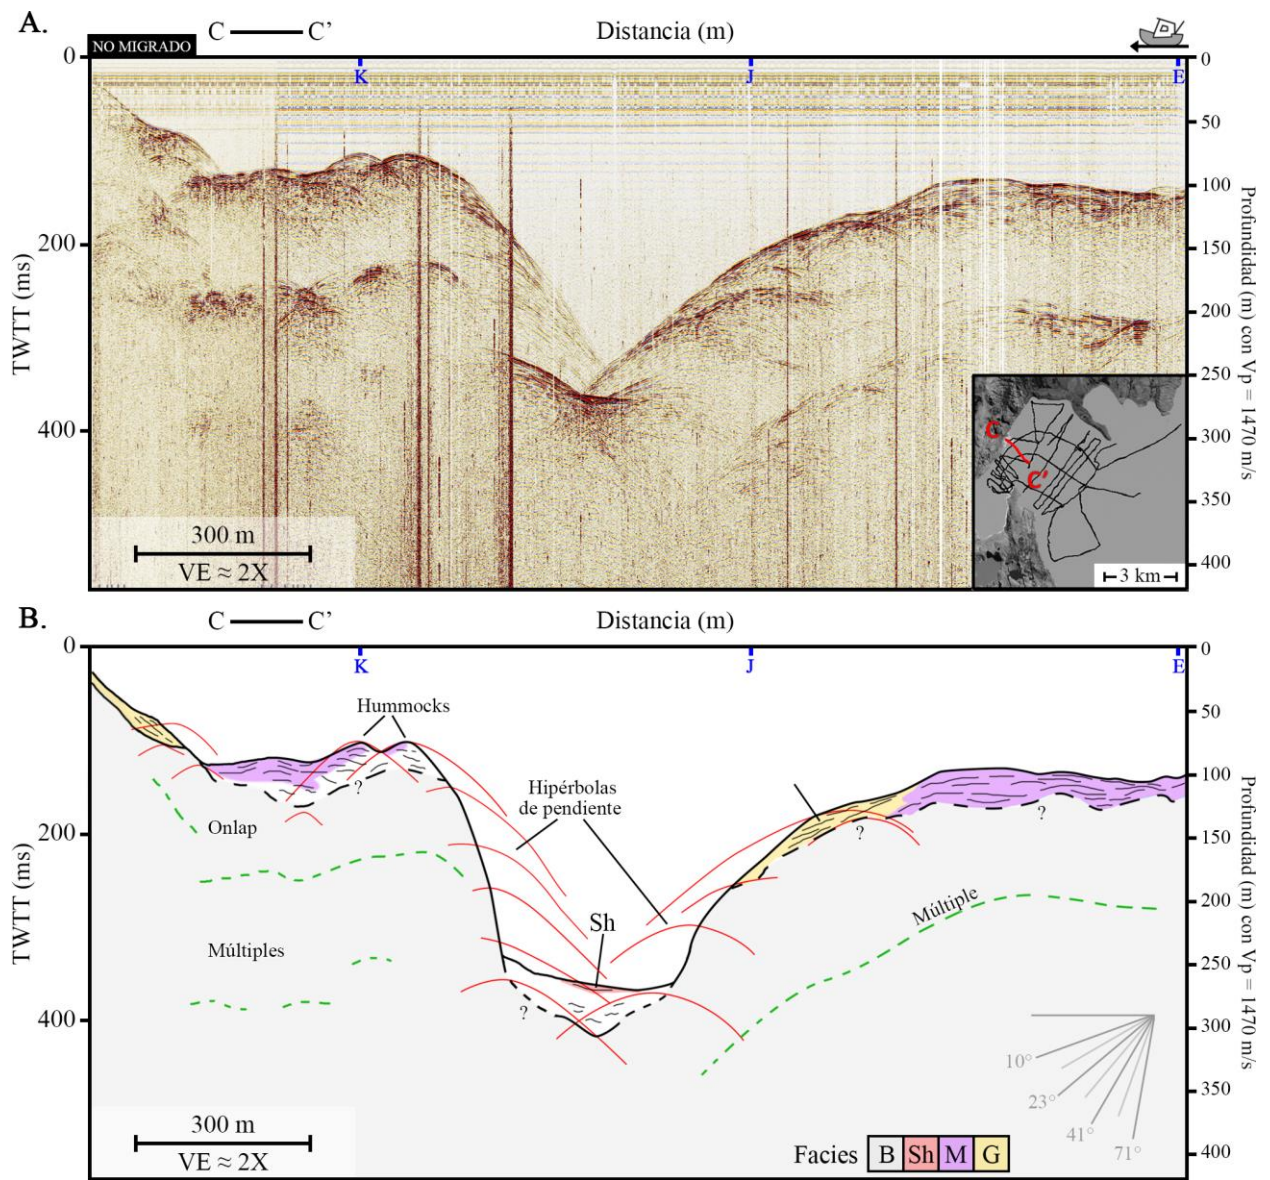 A.
C C’
Distancia (m)
NO MIGRADO
K
J
E
0
200
400
TWTT (ms)
0
50
100
150
200
250
300
350
400
Profundidad (m) con Vp = 1470 m/s
C
C’
3 km
300 m
VE ≈ 2X
B.
C C’
Distancia (m)
K
J
E
0
200
400
TWTT (ms)
0
50
100
150
200
250
300
350
400
Profundidad (m) con Vp = 1470 m/s
Hummocks
Hipérbolas
de pendiente
?
?
?
Onlap
Sh
Múltiple
Múltiples
?
10°
23°
41°
71°
300 m
VE ≈ 2X
Facies B Sh M G